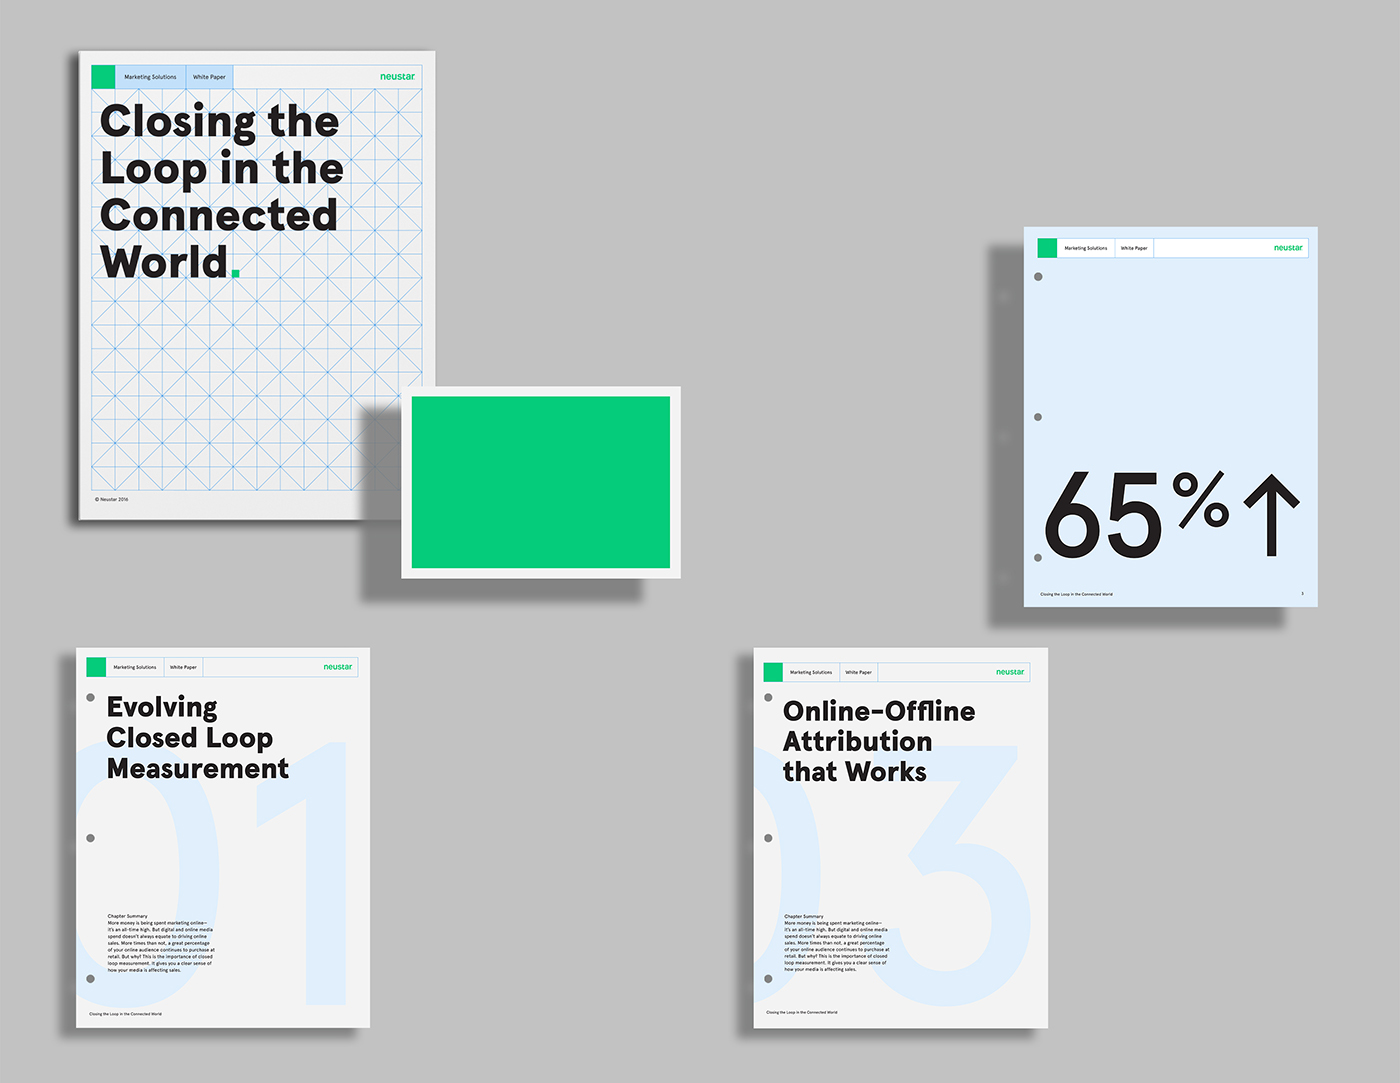 Marketing Solutions
White Paper
neustar
Closing the
Loop in the
Connected
World.
© Neustar 2016
Marketing Solutions
White Paper
neustar
65%↑
Closing the Loop in the Connected World
Marketing Solutions
White Paper
neustar
Evolving
Closed Loop
Measurement
01
Chapter Summary
More money is being spent marketing online—
it's an all-time high. But digital and online media
spend doesn't always equate to driving online
sales. More times than not, a great percentage
of your online audience continues to purchase at
retail. But why? This is the importance of closed
loop measurement. It gives you a clear sense of
how your media is affecting sales.
Closing the Loop in the Connected World
Marketing Solutions
White Paper
neustar
Online-Offline
Attribution
that Works
03
Chapter Summary
More money is being spent marketing online—
it's an all-time high. But digital and online media
spend doesn't always equate to driving online
sales. More times than not, a great percentage
of your online audience continues to purchase at
retail. But why? This is the importance of closed
loop measurement. It gives you a clear sense of
how your media is affecting sales.
Closing the Loop in the Connected World